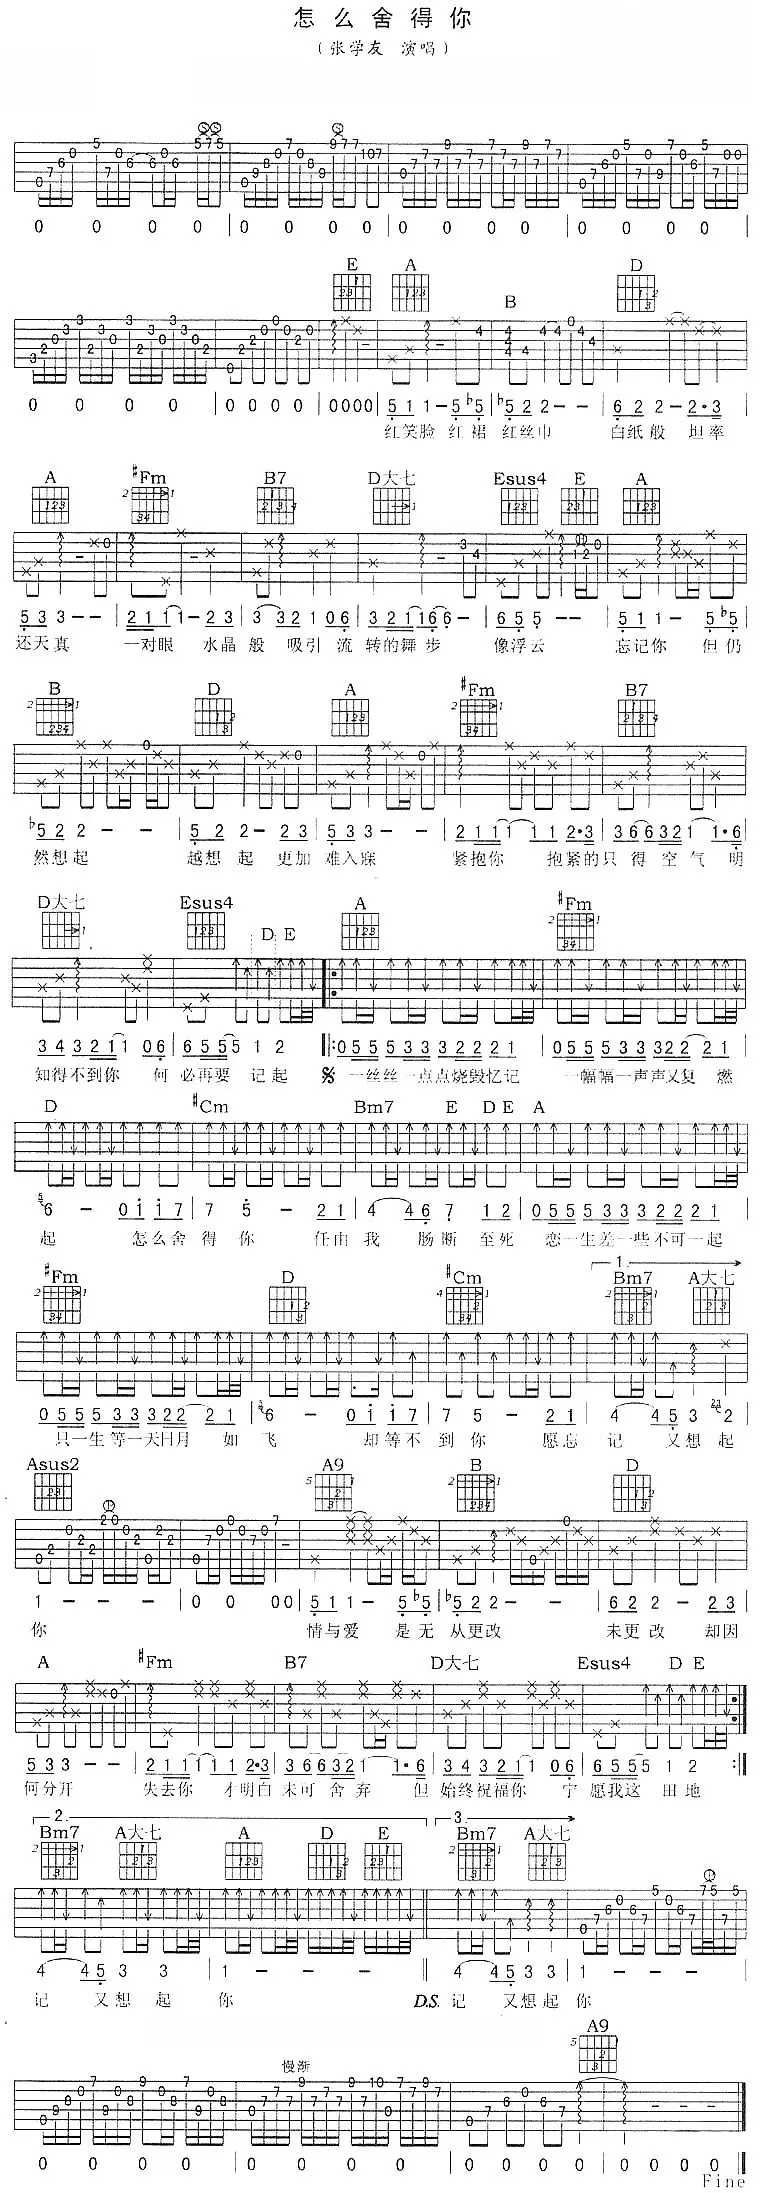 怎么舍得你
（张学友 演唱）
0 0 0 0 | 0 0 0 0 0 | 0 0 0 0 | 0 0 0 0 0
E A B D
0 0 0 0 | 0 0 0 0 | 0000 | 5 1 1 - 5 b5 | b5 2 2 - - | 6 2 2 - 2·3
红笑脸 红裙 红丝巾 白纸般 坦率
A #Fm B7 D大七 Esus4 E A
5 3 3 - - | 2 1 1 1 - 2 3 | 3 3 2 1 0 6 | 3 2 1 1 6 6 - | 6 5 5 - - | 5 1 1 - 5 b5
还天真 一对眼 水晶般 吸引流转的舞步 像浮云 忘记你 但仍
B D A #Fm B7
b5 2 2 - - | 5 2 2 - 2 3 | 5 3 3 - - | 2 1 1 1 1 1 2·3 | 3 6 6 3 2 1 1·6
然想起 越想起 更加难入寐 紧抱你 抱紧的只得空气 明
D大七 Esus4 D E A #Fm
3 4 3 2 1 1 0 6 | 6 5 5 5 1 2 ‖: 0 5 5 5 3 3 3 2 2 2 1 | 0 5 5 5 3 3 3 2 2 2 1
知得不到你 何必再要记起 一丝丝一点点烧毁忆记 一幅幅一声声又复燃
D #Cm Bm7 E D E A
6 - 0 1 1 7 | 7 5 - 2 1 | 4 4 6 7 1 2 | 0 5 5 5 3 3 3 2 2 2 1
起 怎么舍得你 任由我 肠断至死 恋一生差一些不可一起
1.
#Fm D #Cm Bm7 A大七
0 5 5 5 3 3 3 2 2 2 1 | 6 - 0 1 1 7 | 7 5 - 2 1 | 4 4 5 3 2
只一生等一天日月如飞 却等不到你 愿忘记 又想起
Asus2 A9 B D
1 - - - | 0 0 00 | 5 1 1 - 5 b5 | b5 2 2 - - | 6 2 2 - 2 3
你 情与爱 是无从更改 未更改 却因
A #Fm B7 D大七 Esus4 D E
5 3 3 - - | 2 1 1 1 1 1 2·3 | 3 6 6 3 2 1 1·6 | 3 4 3 2 1 1 0 6 | 6 5 5 5 1 2 :‖
何分开 失去你 才明白未可舍弃 但始终祝福你 宁愿我这田地
2. 3.
Bm7 A大七 A D E Bm7 A大七
4 4 5 3 3 | 1 - - - ‖ 4 4 5 3 3 | 1 - - -
记 又想起你 D.S. 记 又想起你
慢渐 A9
0 0 0 0 0 | 0 0 0 0 | 0 0 0 0 | 0 0 0 0
Fine